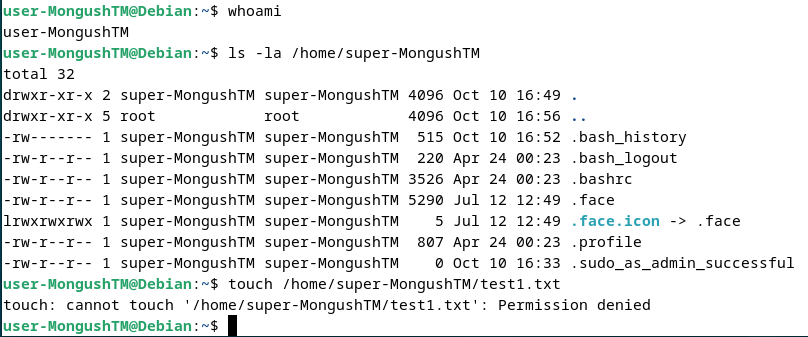 user-MongushTM@Debian:~$ whoami
user-MongushTM
user-MongushTM@Debian:~$ ls -la /home/super-MongushTM
total 32
drwxr-xr-x 2 super-MongushTM super-MongushTM 4096 Oct 10 16:49 .
drwxr-xr-x 5 root            root            4096 Oct 10 16:56 ..
-rw------- 1 super-MongushTM super-MongushTM  515 Oct 10 16:52 .bash_history
-rw-r--r-- 1 super-MongushTM super-MongushTM  220 Apr 24 00:23 .bash_logout
-rw-r--r-- 1 super-MongushTM super-MongushTM 3526 Apr 24 00:23 .bashrc
-rw-r--r-- 1 super-MongushTM super-MongushTM 5290 Jul 12 12:49 .face
lrwxrwxrwx 1 super-MongushTM super-MongushTM    5 Jul 12 12:49 .face.icon -> .face
-rw-r--r-- 1 super-MongushTM super-MongushTM  807 Apr 24 00:23 .profile
-rw-r--r-- 1 super-MongushTM super-MongushTM    0 Oct 10 16:33 .sudo_as_admin_successful
user-MongushTM@Debian:~$ touch /home/super-MongushTM/test1.txt
touch: cannot touch '/home/super-MongushTM/test1.txt': Permission denied
user-MongushTM@Debian:~$